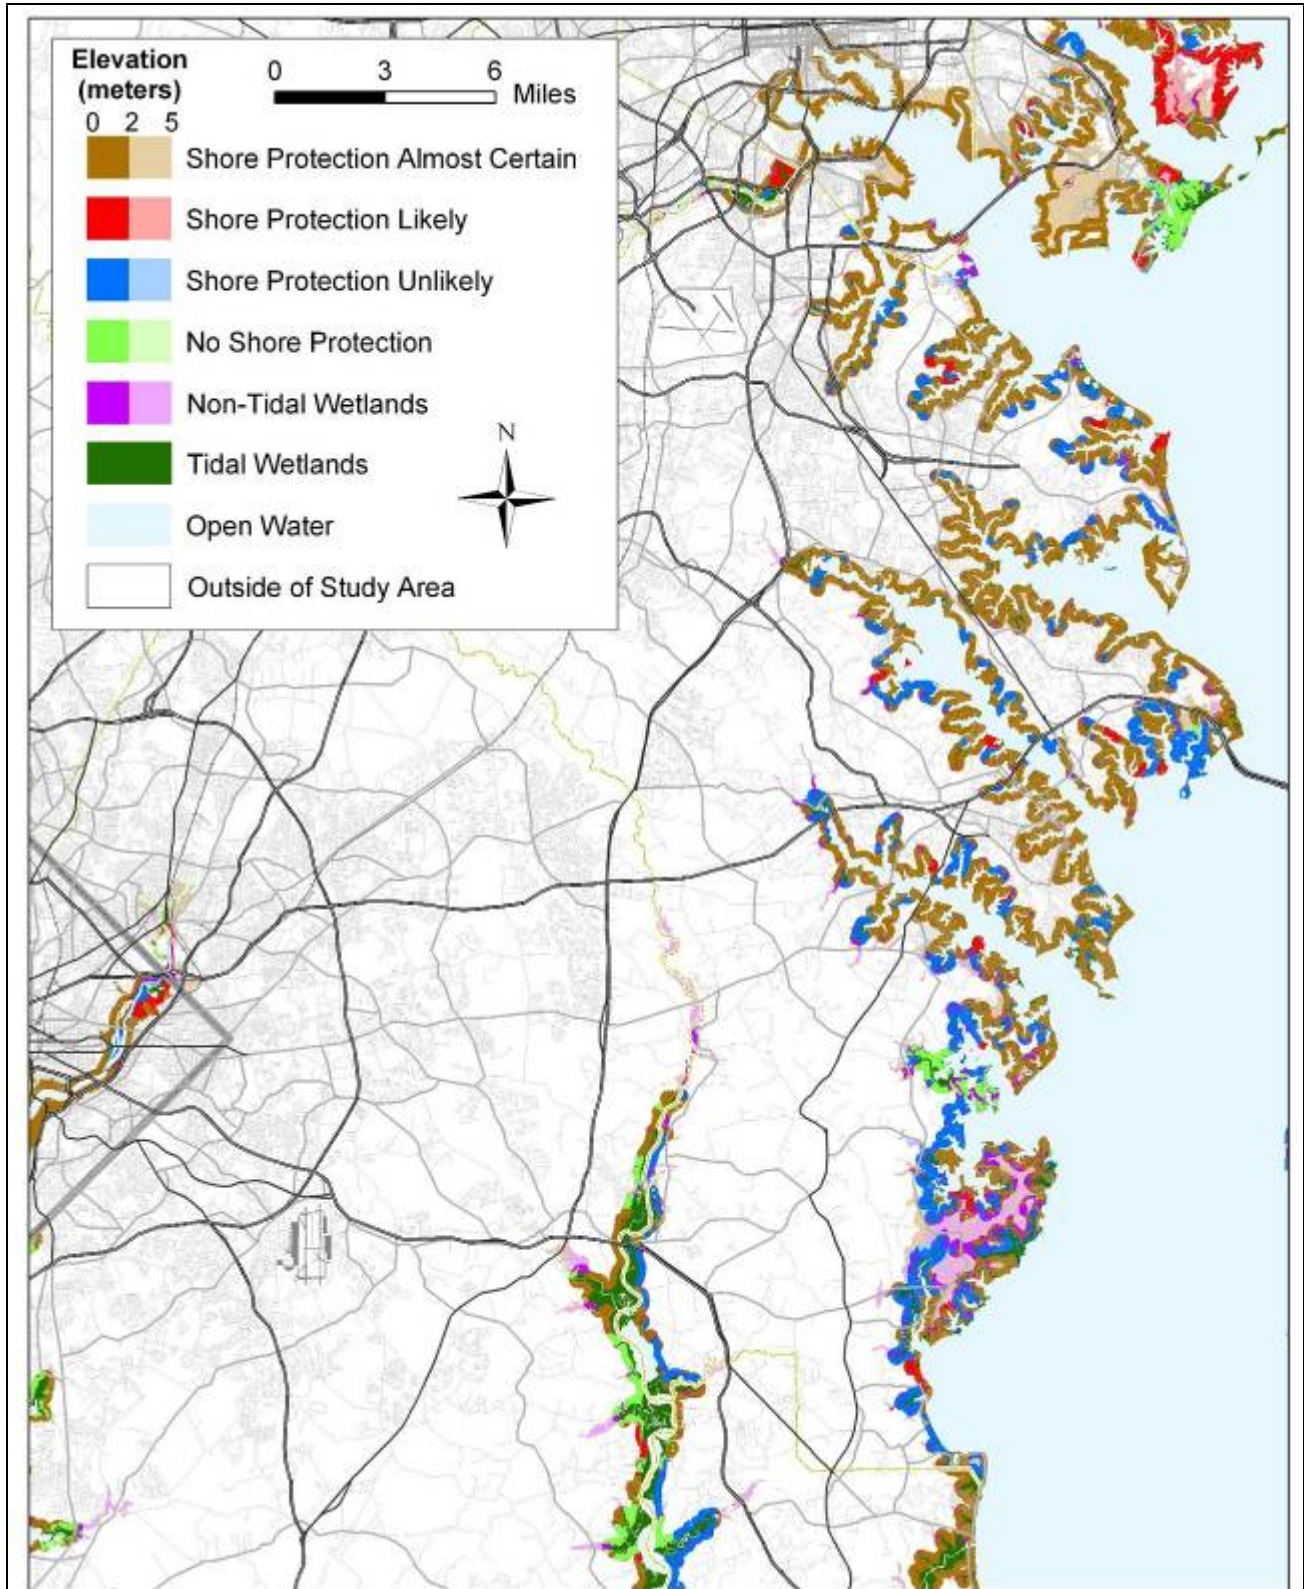 Elevation
(meters)
0 2 5
0 3 6
Miles
Shore Protection Almost Certain
Shore Protection Likely
Shore Protection Unlikely
No Shore Protection
Non-Tidal Wetlands
Tidal Wetlands
Open Water
Outside of Study Area
N